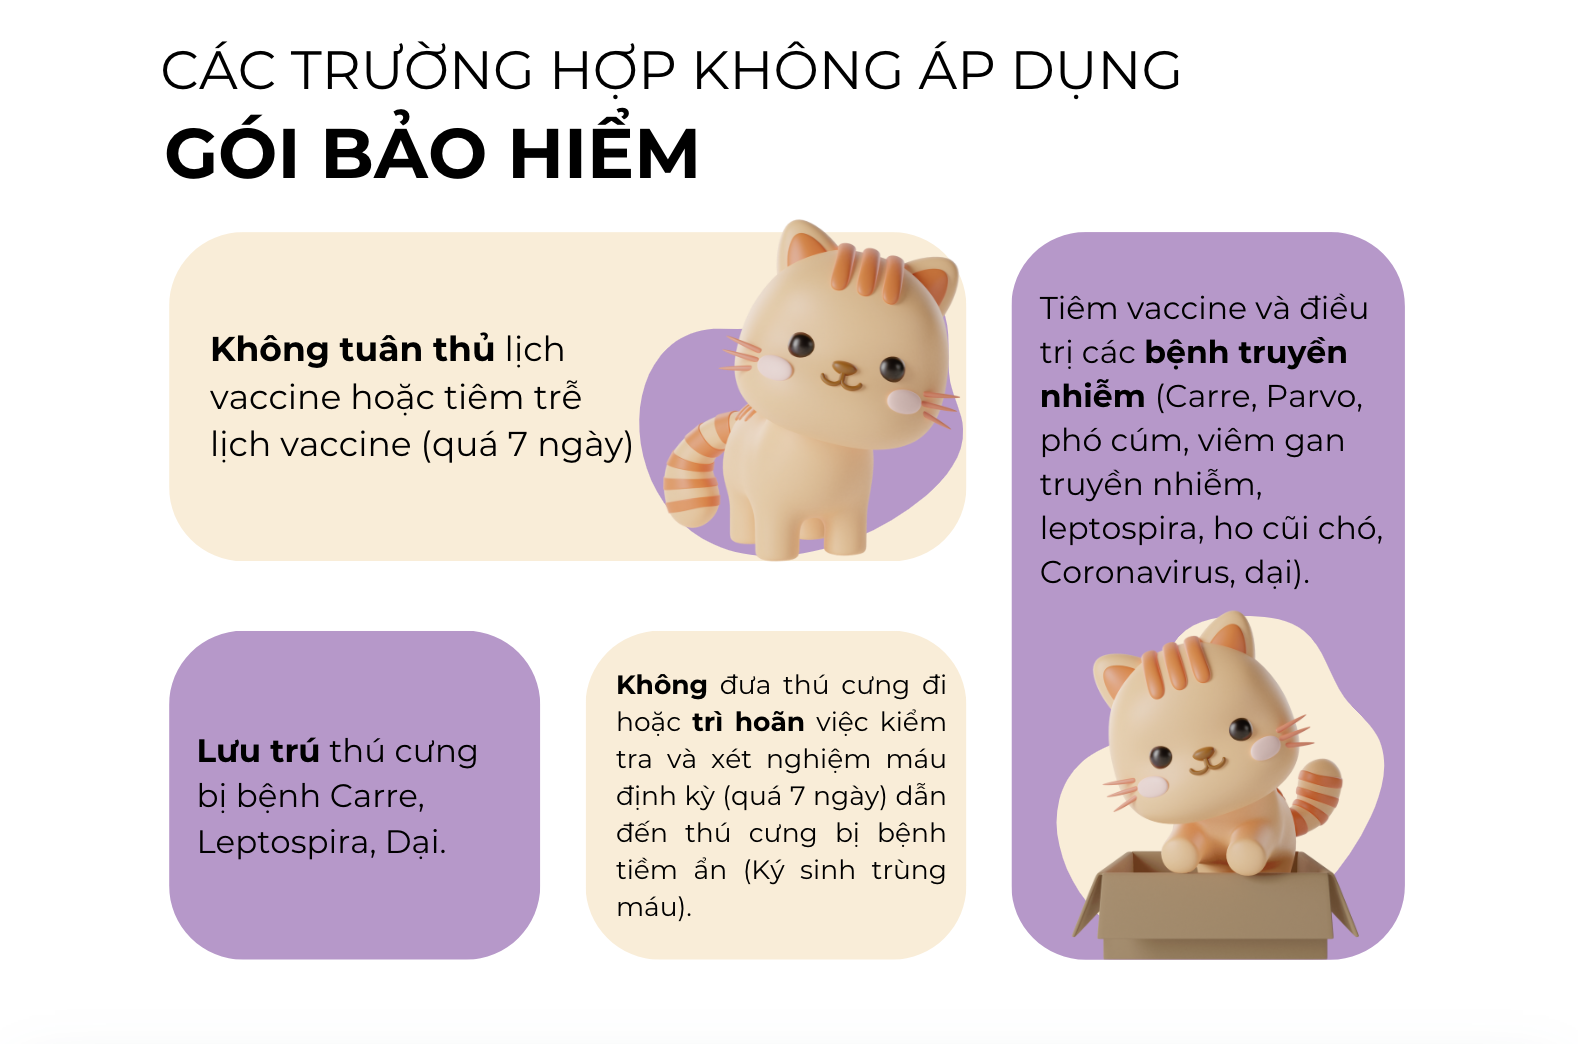 CÁC TRƯỜNG HỢP KHÔNG ÁP DỤNG
GÓI BẢO HIỂM
Không tuân thủ lịch
vaccine hoặc tiêm trễ
lịch vaccine (quá 7 ngày)
Tiêm vaccine và điều
trị các bệnh truyền
nhiễm (Carre, Parvo,
phó cúm, viêm gan
truyền nhiễm,
leptospira, ho cũi chó,
Coronavirus, dại).
Lưu trú thú cưng
bị bệnh Carre,
Leptospira, Dại.
Không đưa thú cưng đi
hoặc trì hoãn việc kiểm
tra và xét nghiệm máu
định kỳ (quá 7 ngày) dẫn
đến thú cưng bị bệnh
tiềm ẩn (Ký sinh trùng
máu).